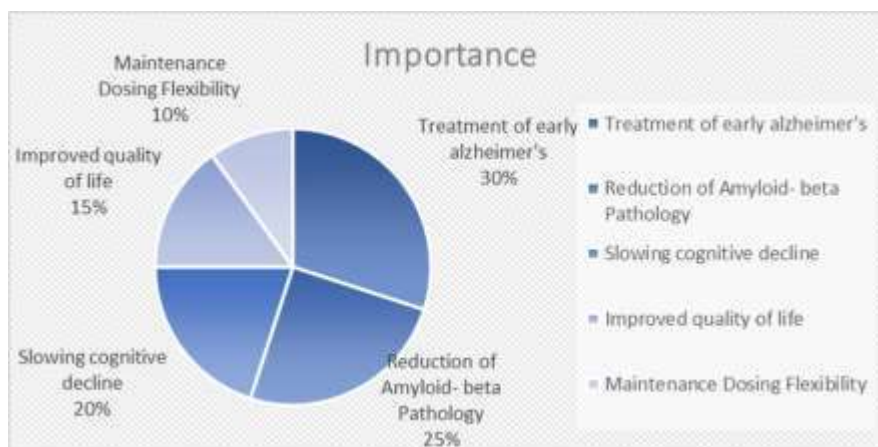 Importance
Maintenance
Dosing Flexibility
10%
Improved quality
of life
15%
Slowing cognitive
decline
20%
Treatment of early
alzheimer's
30%
Reduction of
Amyloid- beta
Pathology
25%
Treatment of early alzheimer's
Reduction of Amyloid- beta
Pathology
Slowing cognitive decline
Improved quality of life
Maintenance Dosing Flexibility